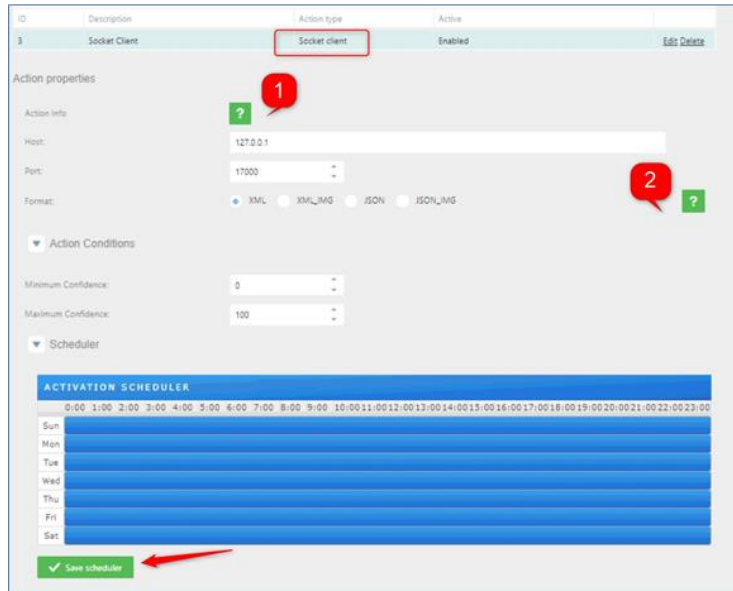 ID Description Action type Active
3 Socket Client Socket client Enabled Edit Delete
Action properties
1
Action Info ?
Host: 127.0.0.1
Port: 17000
2
Format: XML XML_IMG JSON JSON_IMG ?
Action Conditions
Minimum Confidence: 0
Maximum Confidence: 100
Scheduler
ACTIVATION SCHEDULER
0:00 1:00 2:00 3:00 4:00 5:00 6:00 7:00 8:00 9:00 10:00 11:00 12:00 13:00 14:00 15:00 16:00 17:00 18:00 19:00 20:00 21:00 22:00 23:00
Sun
Mon
Tue
Wed
Thu
Fri
Sat
Save scheduler